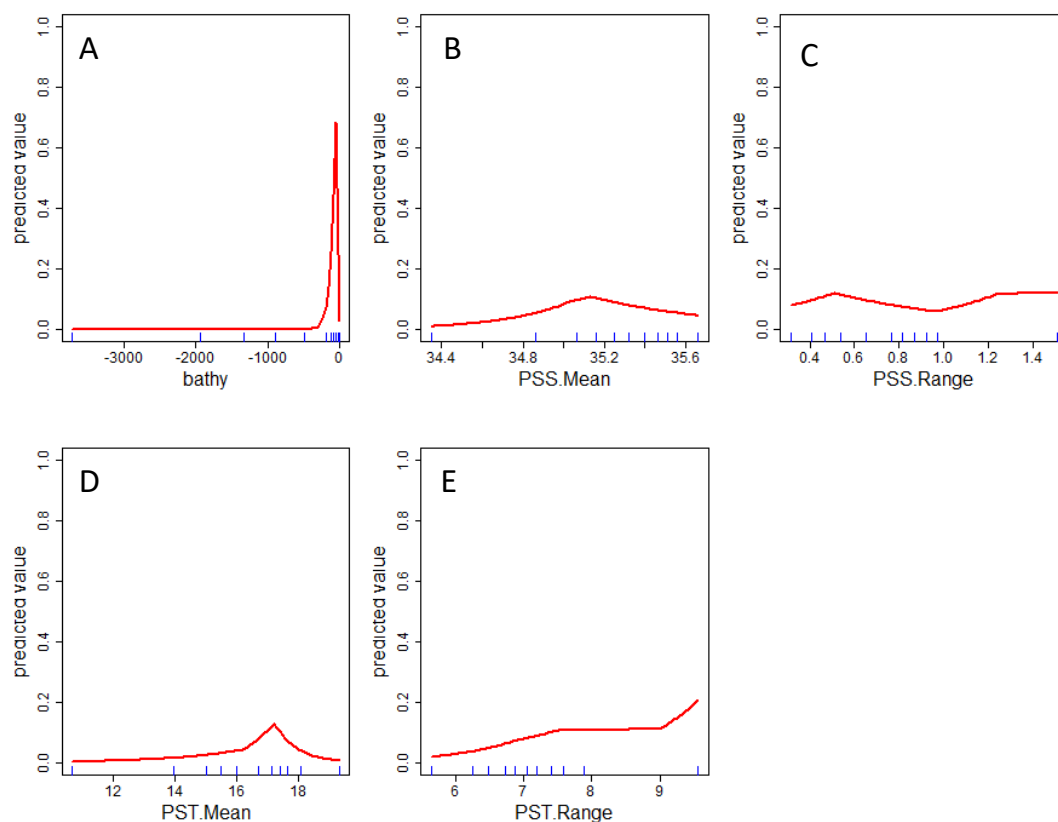 A
predicted value
0.0 0.2 0.4 0.6 0.8 1.0
-3000 -2000 -1000 0
bathy
B
predicted value
0.0 0.2 0.4 0.6 0.8 1.0
34.4 34.8 35.2 35.6
PSS.Mean
C
predicted value
0.0 0.2 0.4 0.6 0.8 1.0
0.4 0.6 0.8 1.0 1.2 1.4
PSS.Range
D
predicted value
0.0 0.2 0.4 0.6 0.8 1.0
12 14 16 18
PST.Mean
E
predicted value
0.0 0.2 0.4 0.6 0.8 1.0
6 7 8 9
PST.Range